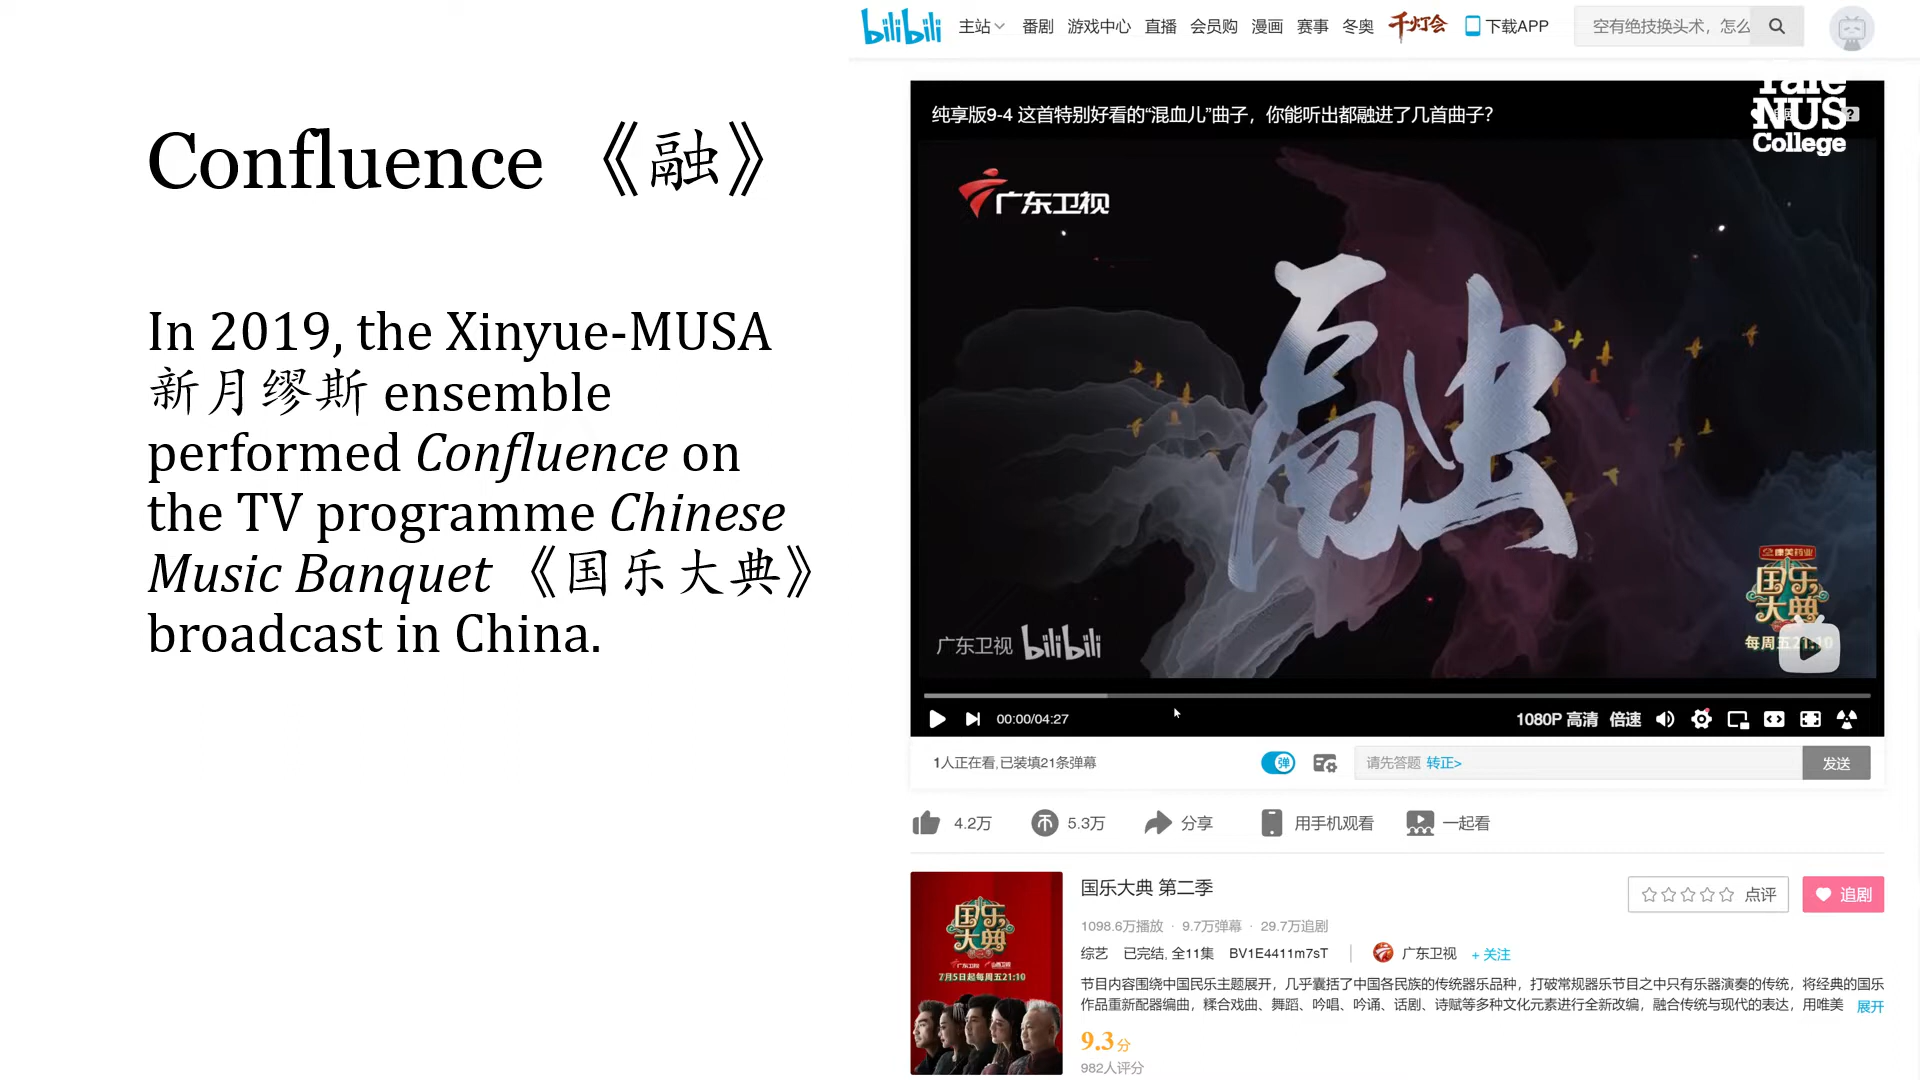 Confluence 《融》
In 2019, the Xinyue-MUSA
新月缪斯 ensemble
performed Confluence on
the TV programme Chinese
Music Banquet 《国乐大典》
broadcast in China.
bilibili 主站 番剧 游戏中心 直播 会员购 漫画 赛事 冬奥 千灯会 下载APP 空有绝技换头术，怎么
纯享版9-4 这首特别好看的“混血儿”曲子，你能听出都融进了几首曲子？
Yale
NUS
College
广东卫视
融
康美药业
国乐
大典
每周五21:10
广东卫视 bilibili
00:00/04:27 1080P 高清 倍速
1人正在看,已装填21条弹幕 弹 请先答题 转正> 发送
4.2万 5.3万 分享 用手机观看 一起看
国乐
大典
7月5日起每周五21:10
国乐大典 第二季 点评 追剧
1098.6万播放 · 9.7万弹幕 · 29.7万追剧
综艺 已完结, 全11集 BV1E4411m7sT 广东卫视 + 关注
节目内容围绕中国民乐主题展开，几乎囊括了中国各民族的传统器乐品种，打破常规器乐节目之中只有乐器演奏的传统，将经典的国乐
作品重新配器编曲，糅合戏曲、舞蹈、吟唱、吟诵、话剧、诗赋等多种文化元素进行全新改编，融合传统与现代的表达，用唯美 展开
9.3分
982人评分